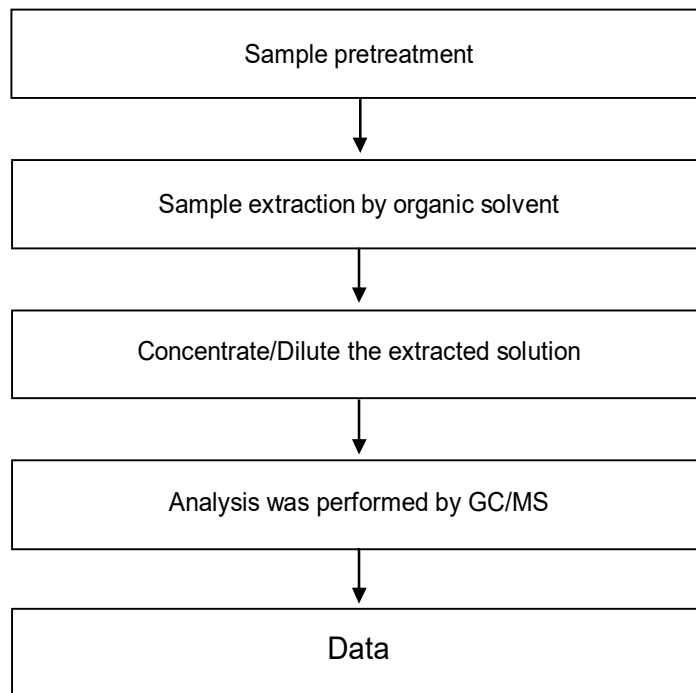 Sample pretreatment
Sample extraction by organic solvent
Concentrate/Dilute the extracted solution
Analysis was performed by GC/MS
Data